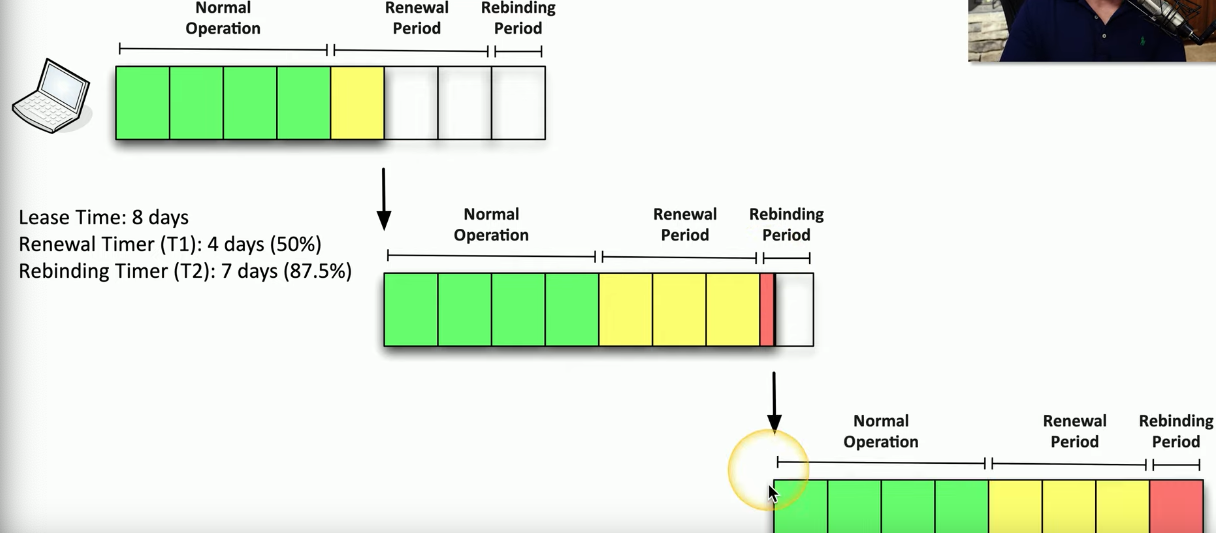 Normal
Operation
Renewal
Period
Rebinding
Period
Lease Time: 8 days
Renewal Timer (T1): 4 days (50%)
Rebinding Timer (T2): 7 days (87.5%)
Normal
Operation
Renewal
Period
Rebinding
Period
Normal
Operation
Renewal
Period
Rebinding
Period